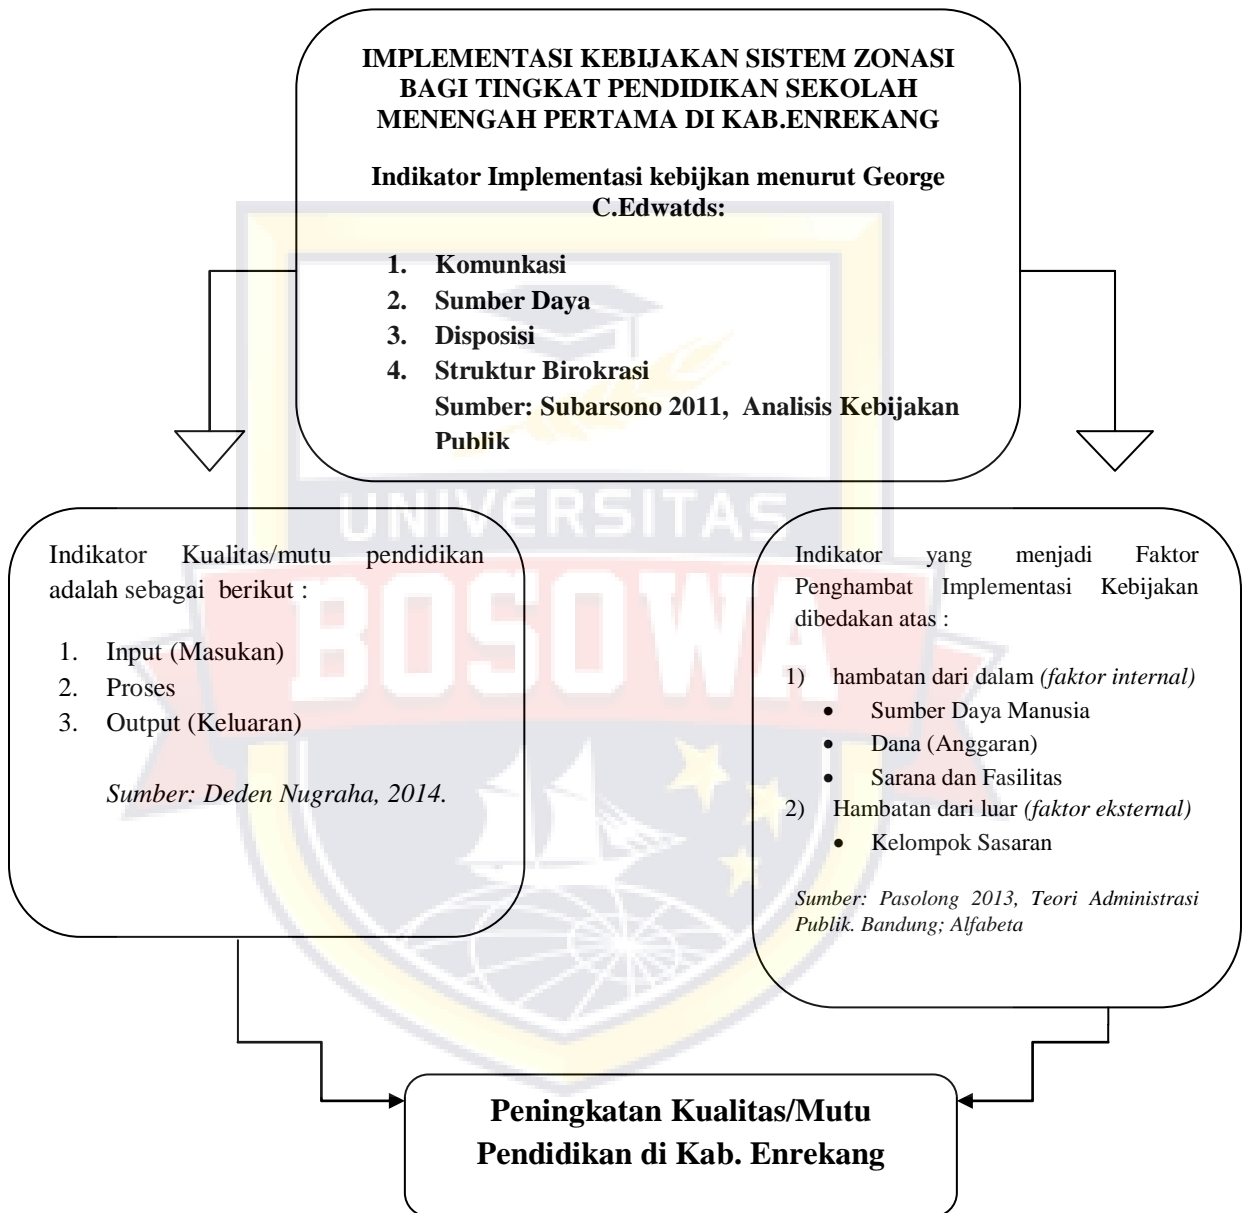 IMPLEMENTASI KEBIJAKAN SISTEM ZONASI
BAGI TINGKAT PENDIDIKAN SEKOLAH
MENENGAH PERTAMA DI KAB.ENREKANG
Indikator Implementasi kebijkan menurut George
C.Edwatds:
1. Komunkasi
2. Sumber Daya
3. Disposisi
4. Struktur Birokrasi
Sumber: Subarsono 2011, Analisis Kebijakan
Publik
UNIVERSITAS
BOSOWA
Indikator Kualitas/mutu pendidikan
adalah sebagai berikut :
1. Input (Masukan)
2. Proses
3. Output (Keluaran)
Sumber: Deden Nugraha, 2014.
Indikator yang menjadi Faktor
Penghambat Implementasi Kebijakan
dibedakan atas :
1) hambatan dari dalam (faktor internal)
• Sumber Daya Manusia
• Dana (Anggaran)
• Sarana dan Fasilitas
2) Hambatan dari luar (faktor eksternal)
• Kelompok Sasaran
Sumber: Pasolong 2013, Teori Administrasi
Publik. Bandung; Alfabeta
Peningkatan Kualitas/Mutu
Pendidikan di Kab. Enrekang